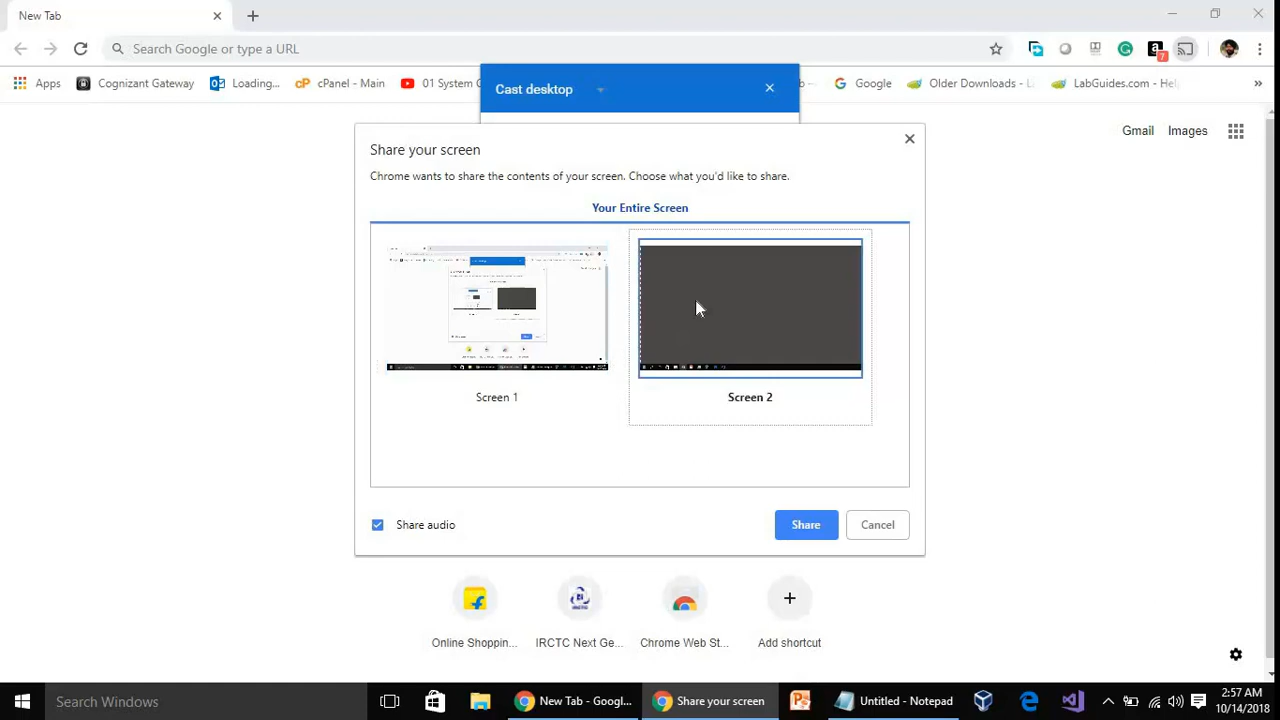 New Tab
Search Google or type a URL
7
Apps
Cognizant Gateway
Loading...
cPanel - Main
01 System C
Google
Older Downloads - L
LabGuides.com - Help
Cast desktop
Gmail
Images
Share your screen
Chrome wants to share the contents of your screen. Choose what you'd like to share.
Your Entire Screen
Screen 1
Screen 2
Share audio
Share
Cancel
Online Shoppin...
IRCTC Next Ge...
Chrome Web St...
Add shortcut
Search Windows
New Tab - Googl...
Share your screen
Untitled - Notepad
2:57 AM
10/14/2018